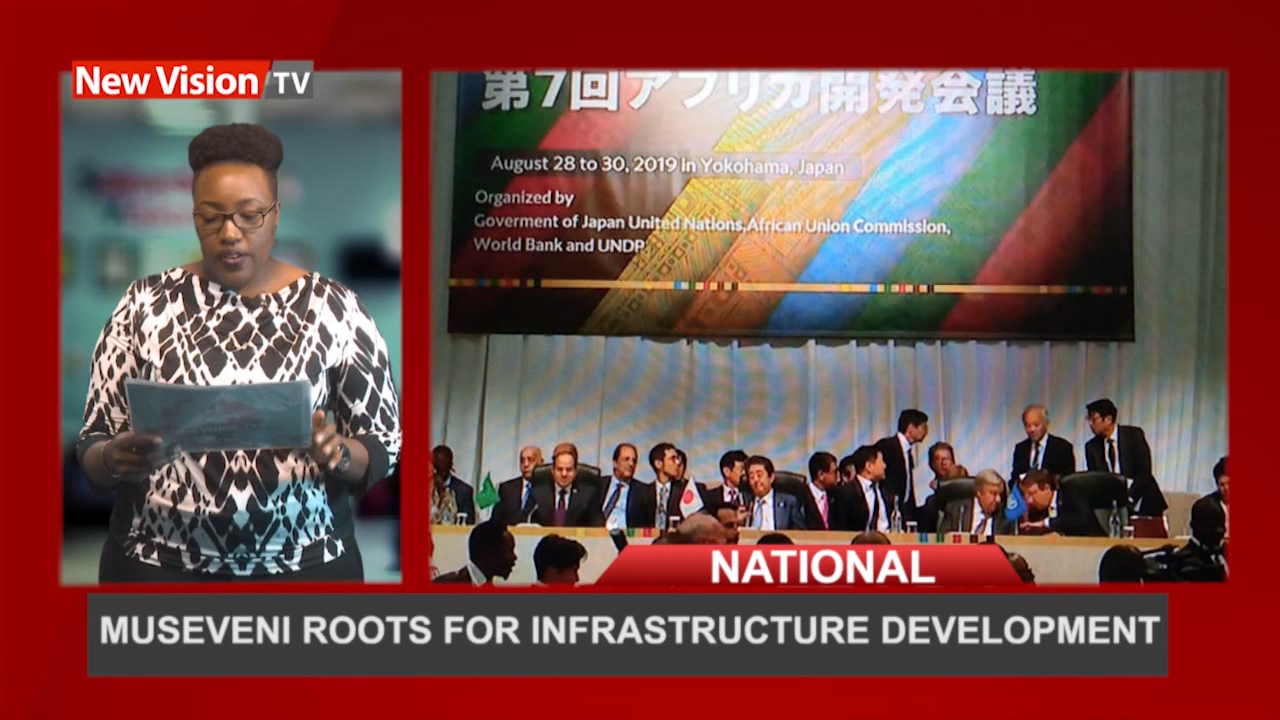 New Vision TV
第7回アフリカ開発会議
August 28 to 30, 2019 in Yokohama, Japan
Organized by
Goverment of Japan United Nations,African Union Commission,
World Bank and UNDP
NATIONAL
MUSEVENI ROOTS FOR INFRASTRUCTURE DEVELOPMENT